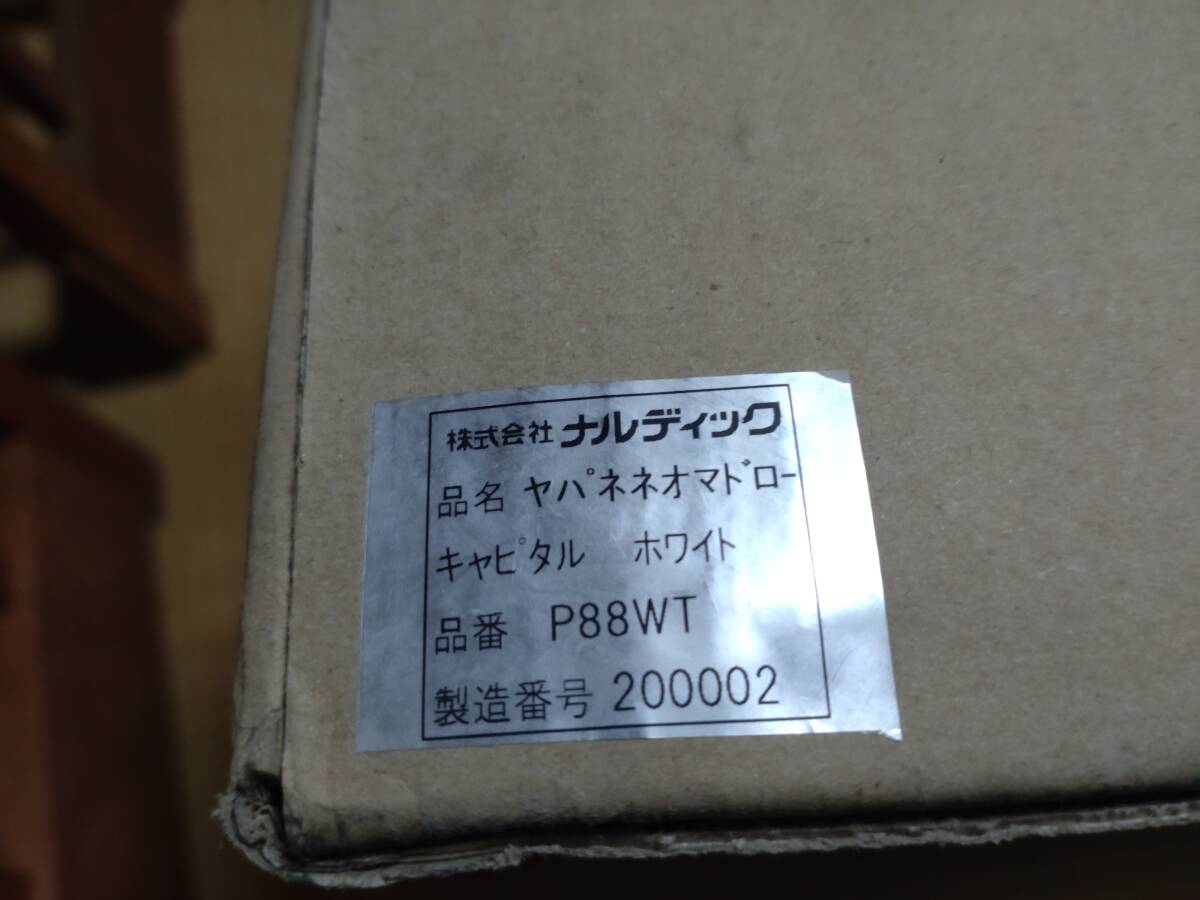 株式会社 ナルディック
品名 ヤパネネオマドロー
キャピタル ホワイト
品番 P88WT
製造番号 200002